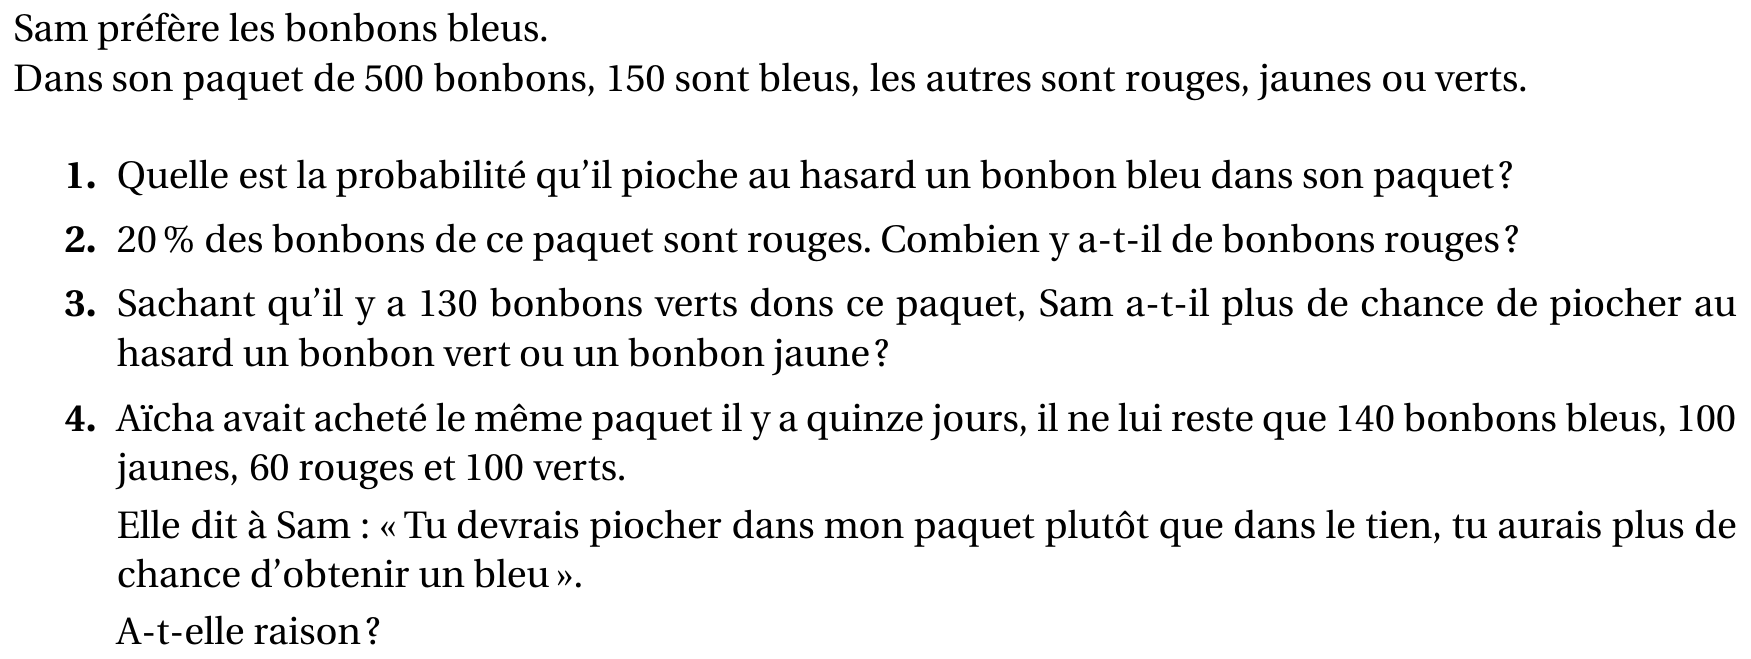 Sam préfère les bonbons bleus.
Dans son paquet de 500 bonbons, 150 sont bleus, les autres sont rouges, jaunes ou verts.
1. Quelle est la probabilité qu’il pioche au hasard un bonbon bleu dans son paquet ?
2. 20 % des bonbons de ce paquet sont rouges. Combien y a-t-il de bonbons rouges ?
3. Sachant qu’il y a 130 bonbons verts dons ce paquet, Sam a-t-il plus de chance de piocher au
hasard un bonbon vert ou un bonbon jaune ?
4. Aïcha avait acheté le même paquet il y a quinze jours, il ne lui reste que 140 bonbons bleus, 100
jaunes, 60 rouges et 100 verts.
Elle dit à Sam : « Tu devrais piocher dans mon paquet plutôt que dans le tien, tu aurais plus de
chance d’obtenir un bleu ».
A-t-elle raison ?